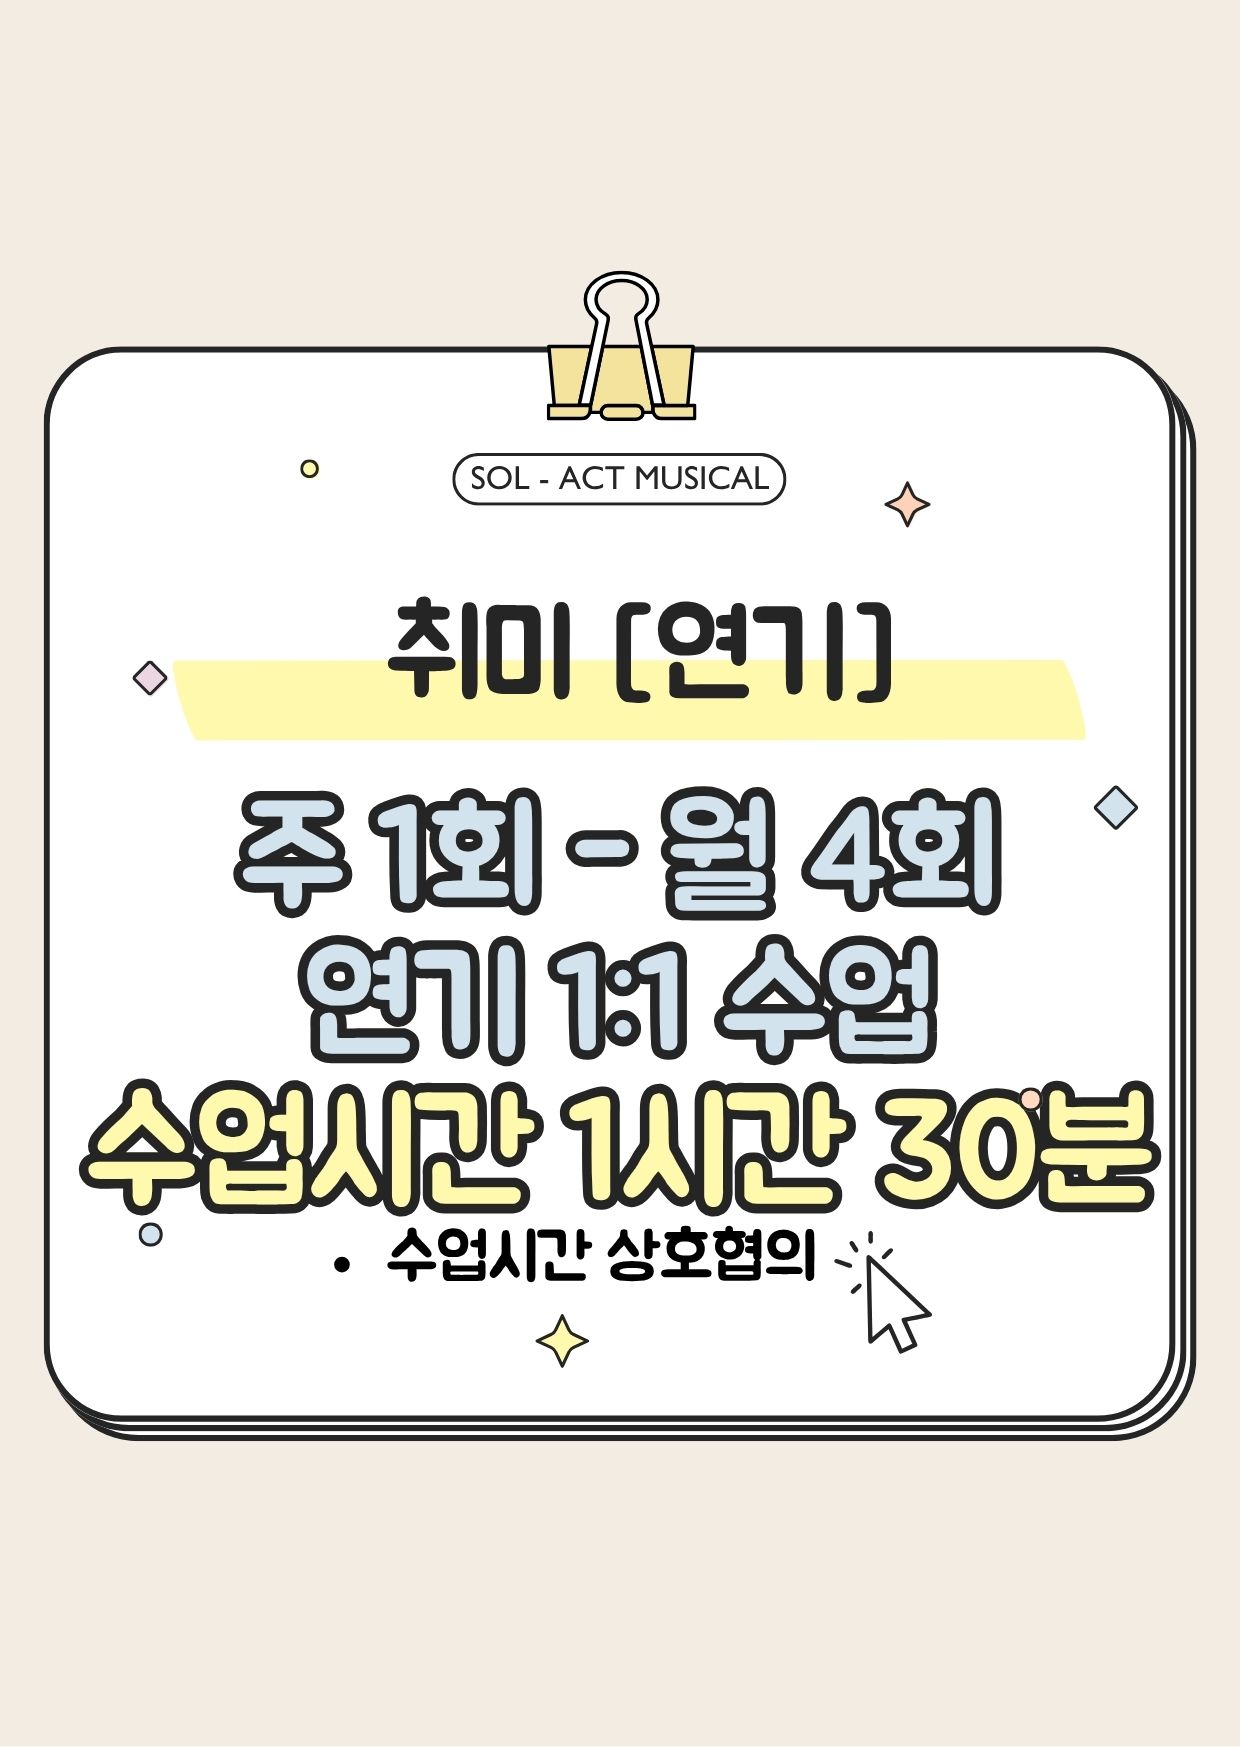 SOL - ACT MUSICAL
취미 [연기]
주 1회 - 월 4회
연기 1:1 수업
수업시간 1시간 30분
• 수업시간 상호협의